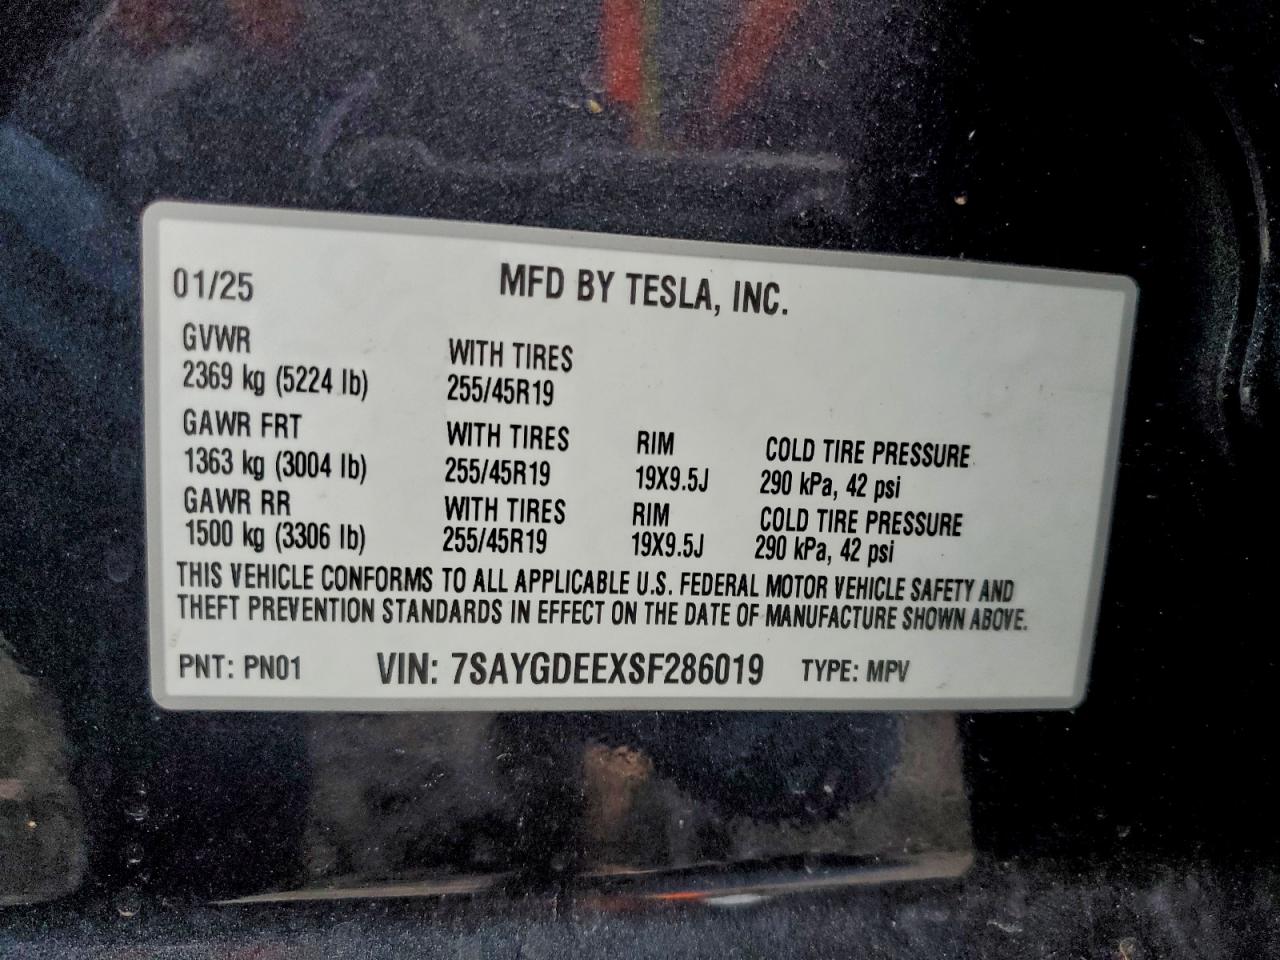 01/25 MFD BY TESLA, INC.
GVWR WITH TIRES
2369 kg (5224 lb) 255/45R19
GAWR FRT WITH TIRES RIM COLD TIRE PRESSURE
1363 kg (3004 lb) 255/45R19 19X9.5J 290 kPa, 42 psi
GAWR RR WITH TIRES RIM COLD TIRE PRESSURE
1500 kg (3306 lb) 255/45R19 19X9.5J 290 kPa, 42 psi
THIS VEHICLE CONFORMS TO ALL APPLICABLE U.S. FEDERAL MOTOR VEHICLE SAFETY AND
THEFT PREVENTION STANDARDS IN EFFECT ON THE DATE OF MANUFACTURE SHOWN ABOVE.
PNT: PN01 VIN: 7SAYGDEEXSF286019 TYPE: MPV